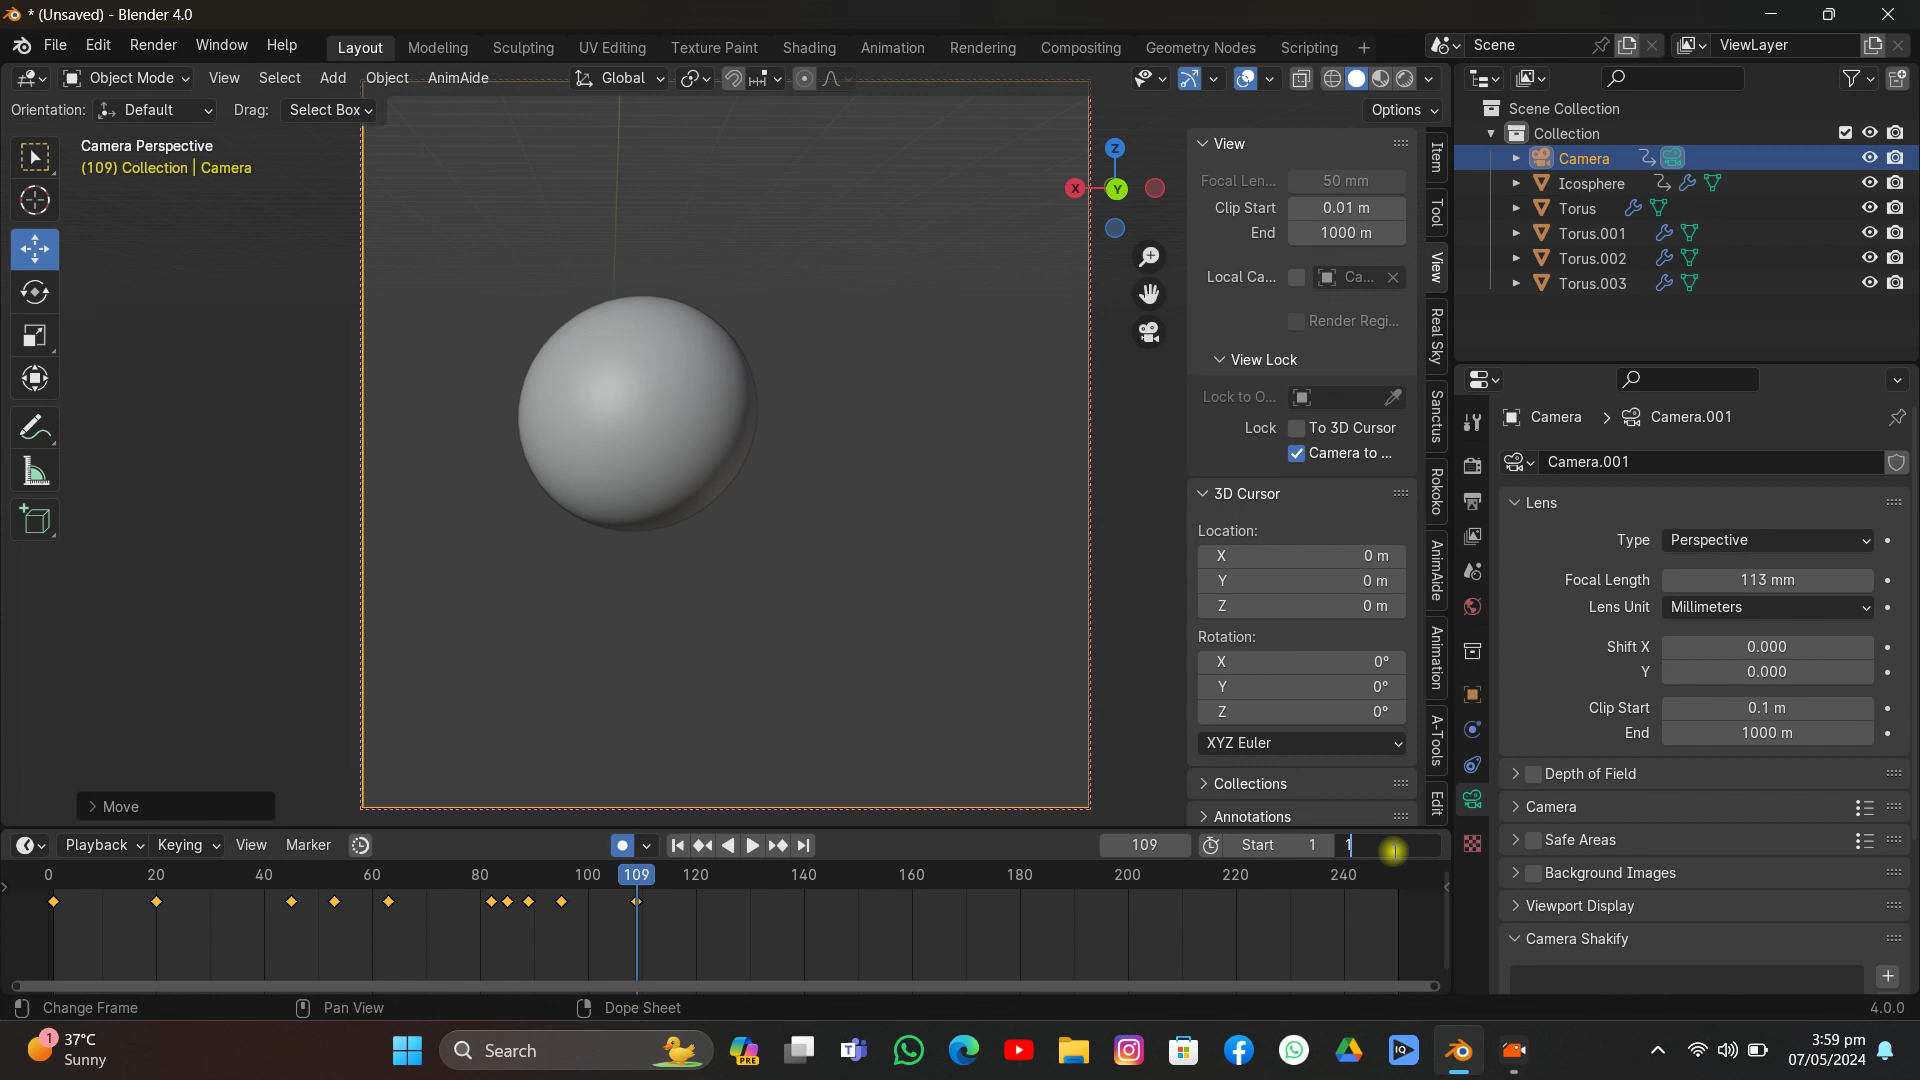 * (Unsaved) - Blender 4.0
File Edit Render Window Help
Layout Modeling Sculpting UV Editing Texture Paint Shading Animation Rendering Compositing Geometry Nodes Scripting +
Scene ViewLayer
Object Mode View Select Add Object AnimAide Global
Orientation: Default Drag: Select Box Options
Camera Perspective
(109) Collection | Camera
Z
X Y
View
Focal Len... 50 mm
Clip Start 0.01 m
End 1000 m
Local Ca... Ca...
Render Regi...
View Lock
Lock to O...
Lock To 3D Cursor
Camera to ...
3D Cursor
Location:
X 0 m
Y 0 m
Z 0 m
Rotation:
X 0°
Y 0°
Z 0°
XYZ Euler
Collections
Annotations
Item
Tool
View
Real Sky
Sanctus
Rokoko
AnimAide
Animation
A-Tools
Edit
Scene Collection
Collection
Camera
Icosphere
Torus
Torus.001
Torus.002
Torus.003
Camera > Camera.001
Camera.001
Lens
Type Perspective
Focal Length 113 mm
Lens Unit Millimeters
Shift X 0.000
Y 0.000
Clip Start 0.1 m
End 1000 m
Depth of Field
Camera
Safe Areas
Background Images
Viewport Display
Camera Shakify
Move
Playback Keying View Marker 109 Start 1 1
0 20 40 60 80 100 109 120 140 160 180 200 220 240
Change Frame Pan View Dope Sheet 4.0.0
1 37°C
Sunny
Search
PRE
IQ
3:59 pm
07/05/2024